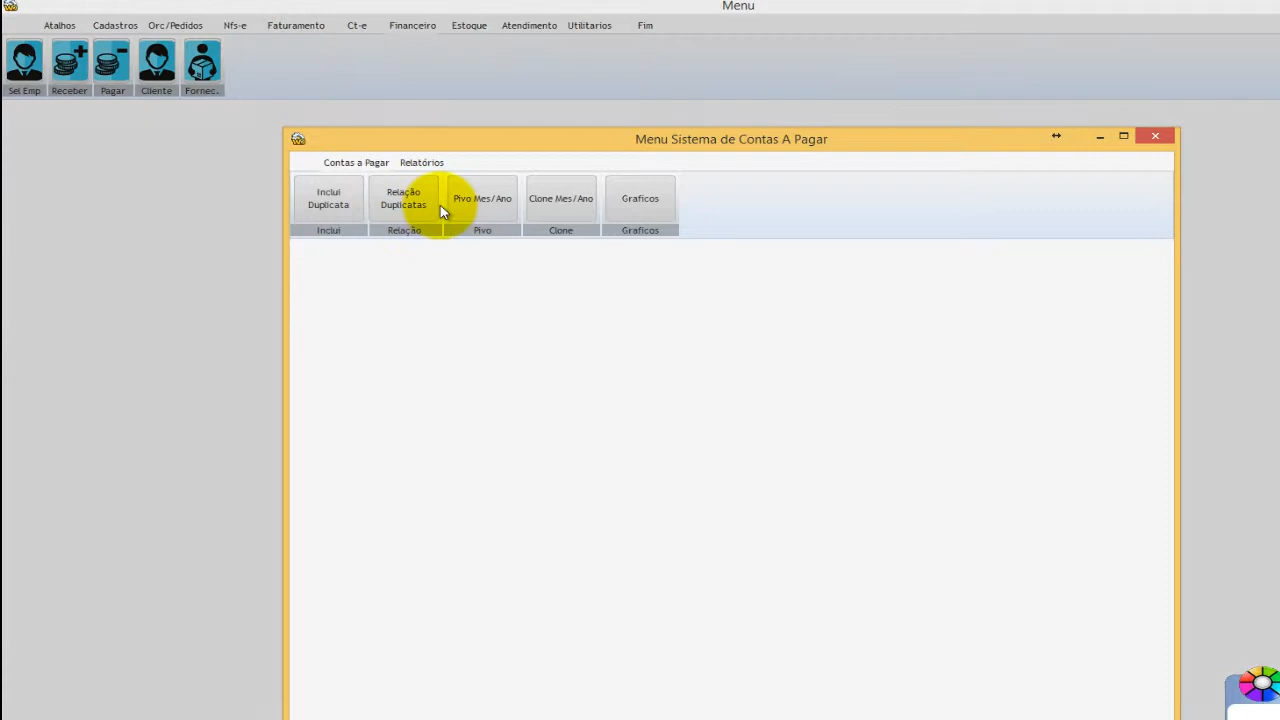 Menu
Atalhos Cadastros Orc/Pedidos Nfs-e Faturamento Ct-e Financeiro Estoque Atendimento Utilitarios Fim
Sel Emp Receber Pagar Cliente Fornec.
Menu Sistema de Contas A Pagar
Contas a Pagar Relatórios
Inclui Duplicata
Relação Duplicatas
Pivo Mes/Ano
Clone Mes/Ano
Graficos
Inclui Relação Pivo Clone Graficos